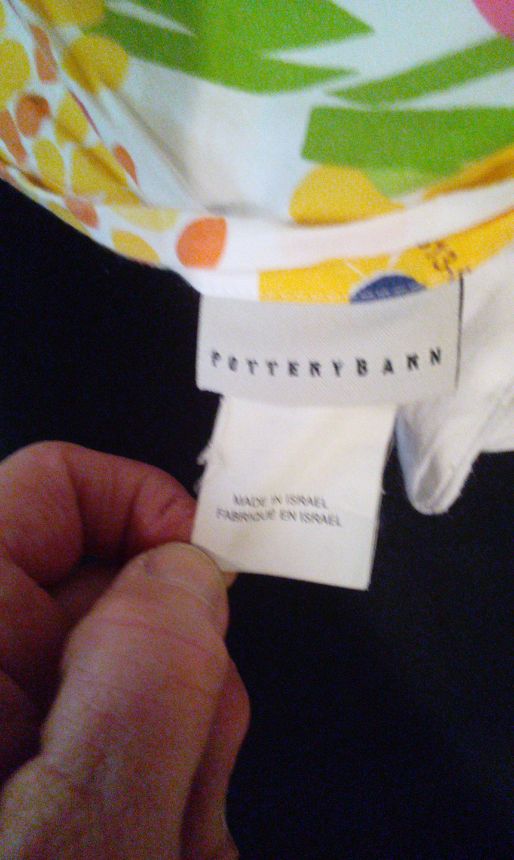 POTTERYBARN
MADE IN ISRAEL
FABRIQUÉ EN ISRAEL